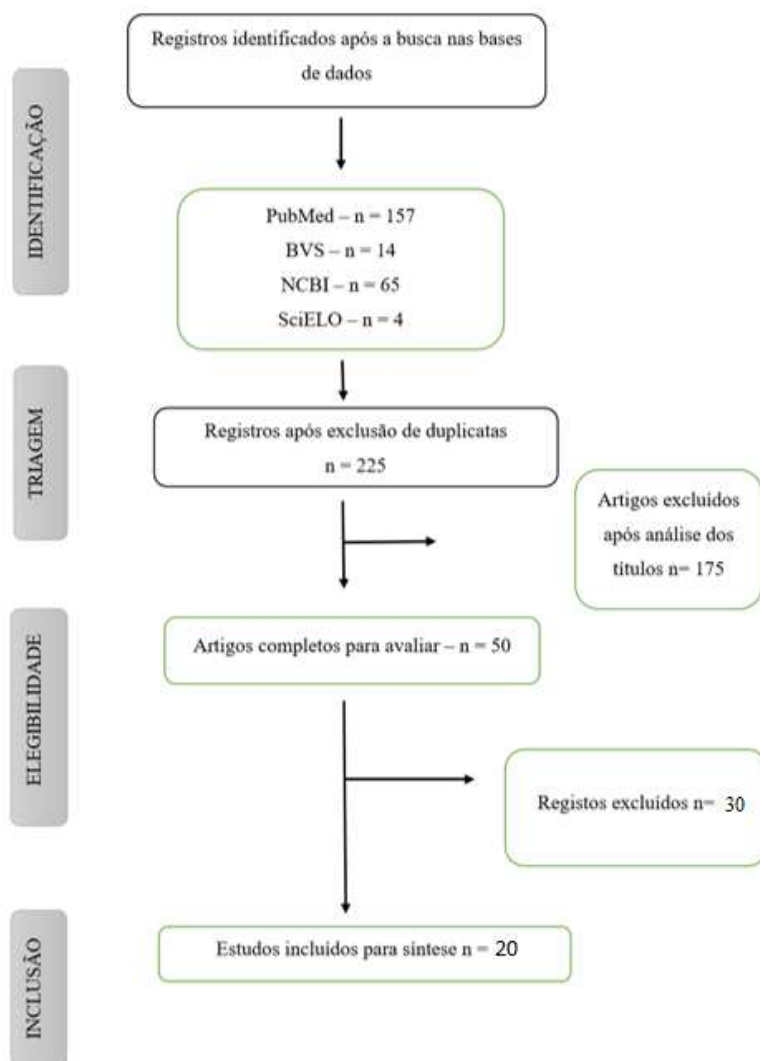 Registros identificados após a busca nas bases
de dados
IDENTIFICAÇÃO
PubMed – n = 157
BVS – n = 14
NCBI – n = 65
SciELO – n = 4
TRIAGEM
Registros após exclusão de duplicatas
n = 225
Artigos excluídos
após análise dos
títulos n= 175
ELEGIBILIDADE
Artigos completos para avaliar – n = 50
Registos excluídos n= 30
INCLUSÃO
Estudos incluídos para síntese n = 20